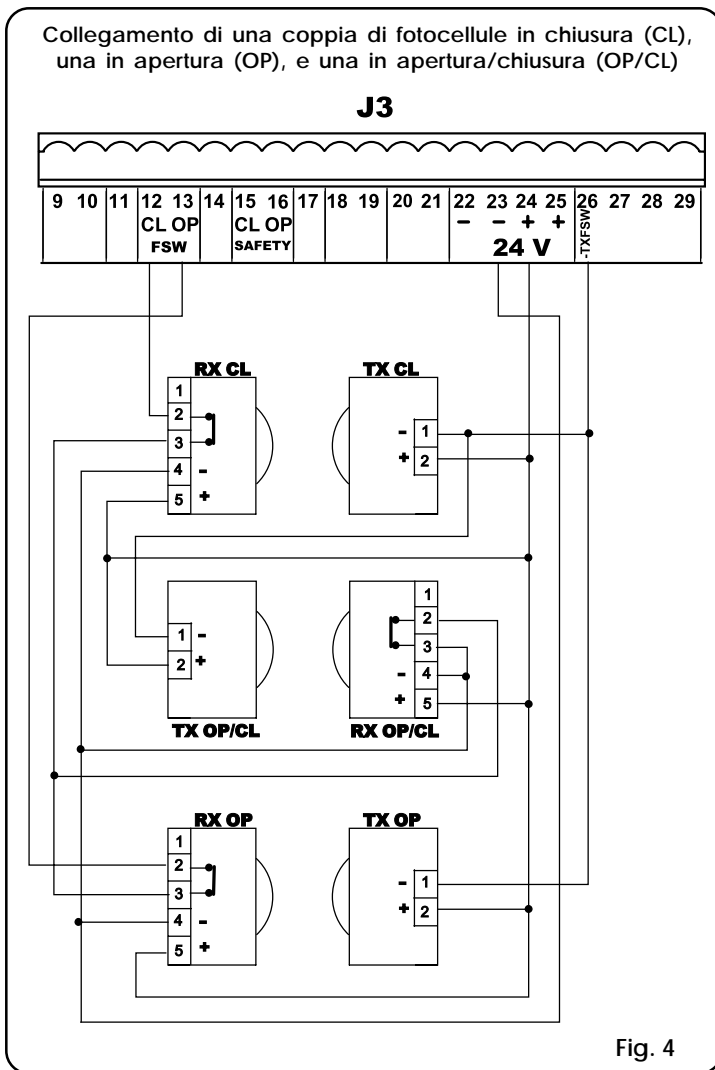 Collegamento di una coppia di fotocellule in chiusura (CL),
una in apertura (OP), e una in apertura/chiusura (OP/CL)
J3
9 10 11 12 13 14 15 16 17 18 19 20 21 22 23 24 25 26 27 28 29
CL OP CL OP - - + + -TXFSW
FSW SAFETY 24 V
RX CL TX CL
1
2
3
4 -
5 +
- 1
+ 2
1 -
2 +
1
2
3
- 4
+ 5
TX OP/CL RX OP/CL
RX OP TX OP
1
2
3
4 -
5 +
- 1
+ 2
Fig. 4